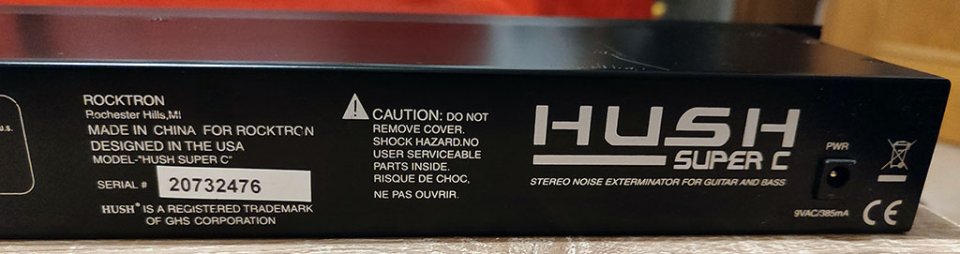 U.S.
ROCKTRON
Rochester Hills,MI
MADE IN CHINA FOR ROCKTRON
DESIGNED IN THE USA
MODEL-"HUSH SUPER C"
SERIAL # 20732476
HUSH® IS A REGISTERED TRADEMARK
OF GHS CORPORATION
CAUTION: DO NOT
REMOVE COVER.
SHOCK HAZARD.NO
USER SERVICEABLE
PARTS INSIDE.
RISQUE DE CHOC,
NE PAS OUVRIR.
HUSH
SUPER C
STEREO NOISE EXTERMINATOR FOR GUITAR AND BASS
PWR
9VAC/385mA
CE